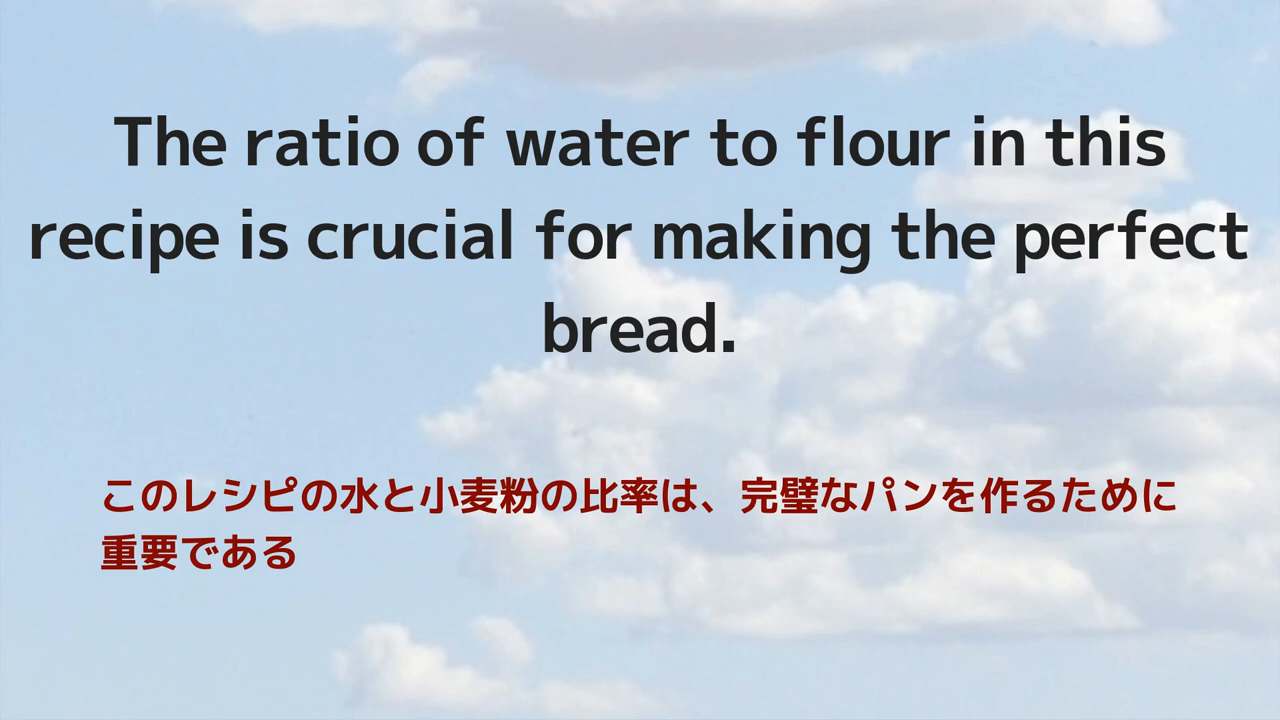 The ratio of water to flour in this
recipe is crucial for making the perfect
bread.
このレシピの水と小麦粉の比率は、完璧なパンを作るために
重要である